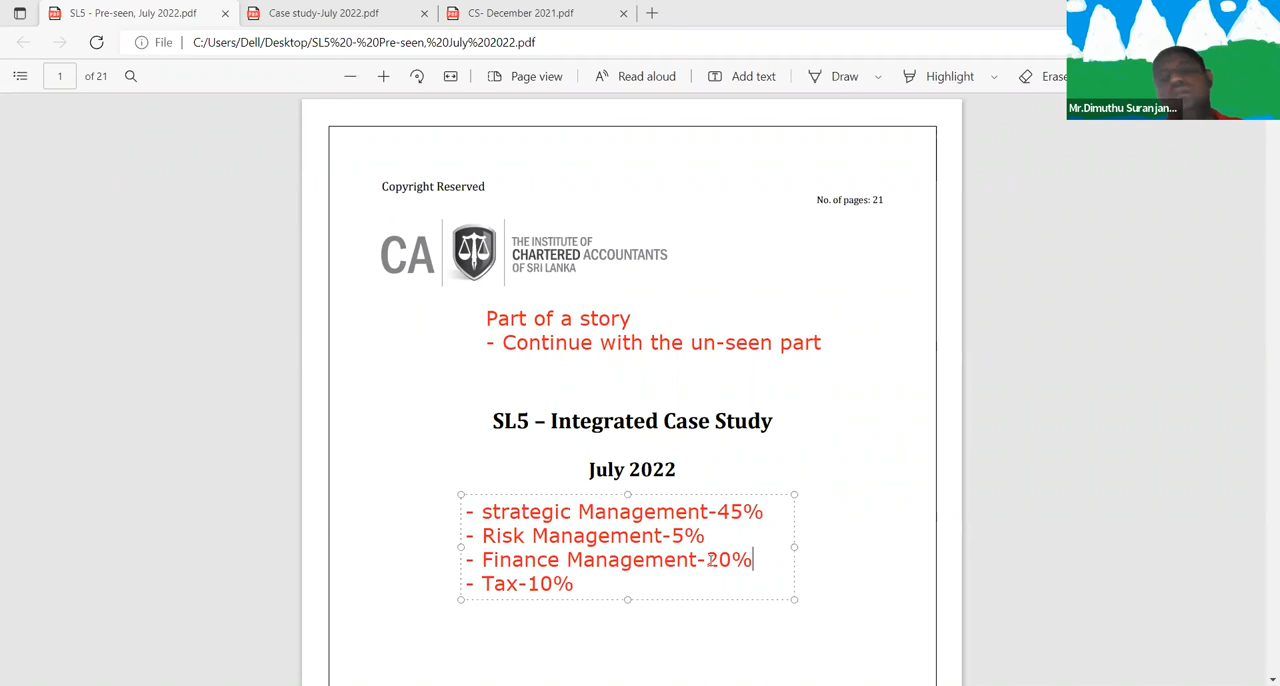 SL5 - Pre-seen, July 2022.pdf
Case study-July 2022.pdf
CS- December 2021.pdf
File
C:/Users/Dell/Desktop/SL5%20-%20Pre-seen,%20July%202022.pdf
1 of 21
Page view
Read aloud
Add text
Draw
Highlight
Erase
Mr.Dimuthu Suranjan...
Copyright Reserved
No. of pages: 21
CA
THE INSTITUTE OF
CHARTERED ACCOUNTANTS
OF SRI LANKA
Part of a story
- Continue with the un-seen part
SL5 – Integrated Case Study
July 2022
- strategic Management-45%
- Risk Management-5%
- Finance Management-20%
- Tax-10%